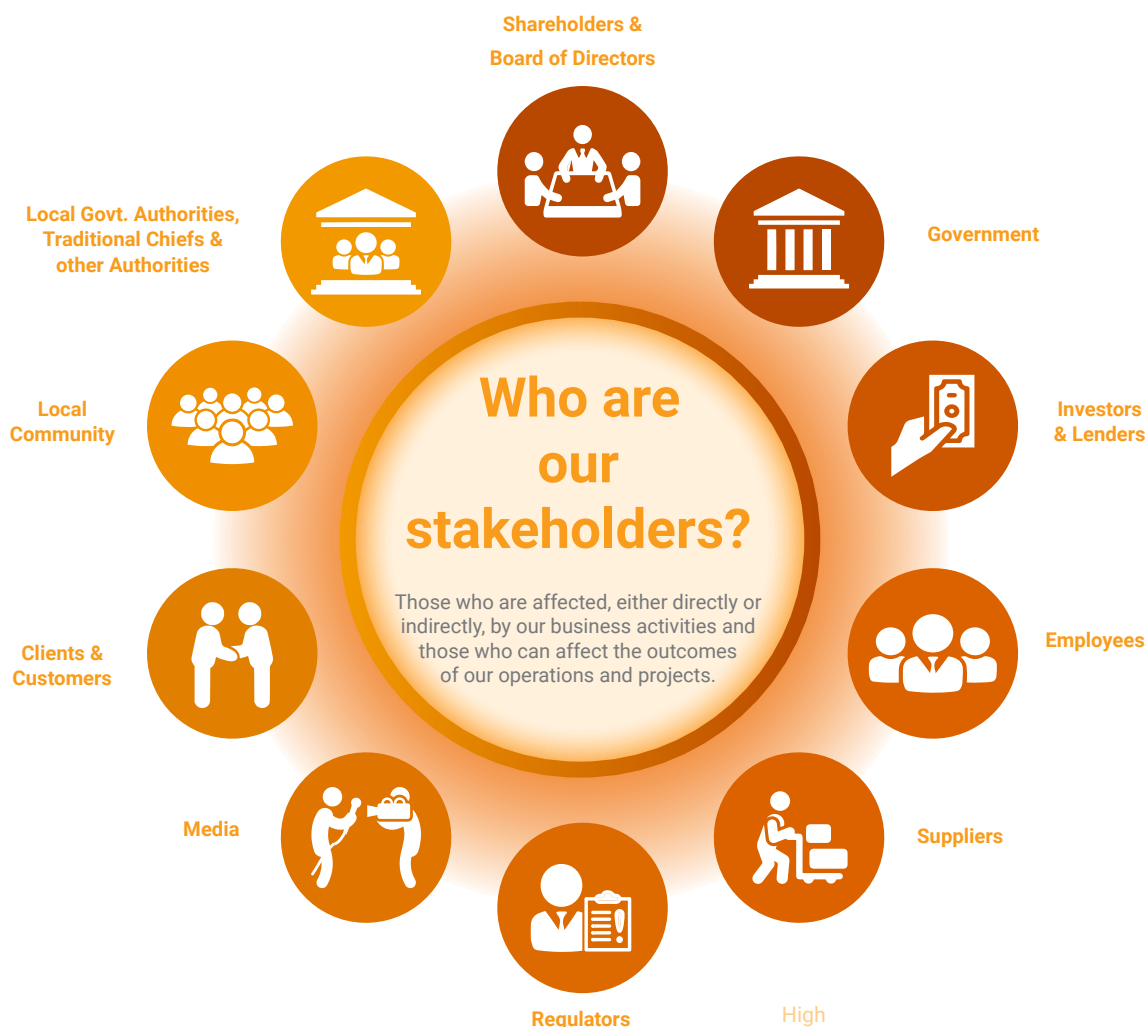 Shareholders &
Board of Directors
Local Govt. Authorities,
Traditional Chiefs &
other Authorities
Government
Local
Community
Investors
& Lenders
Who are
our
stakeholders?
Those who are affected, either directly or
indirectly, by our business activities and
those who can affect the outcomes
of our operations and projects.
Clients &
Customers
Employees
Media
Suppliers
Regulators
High